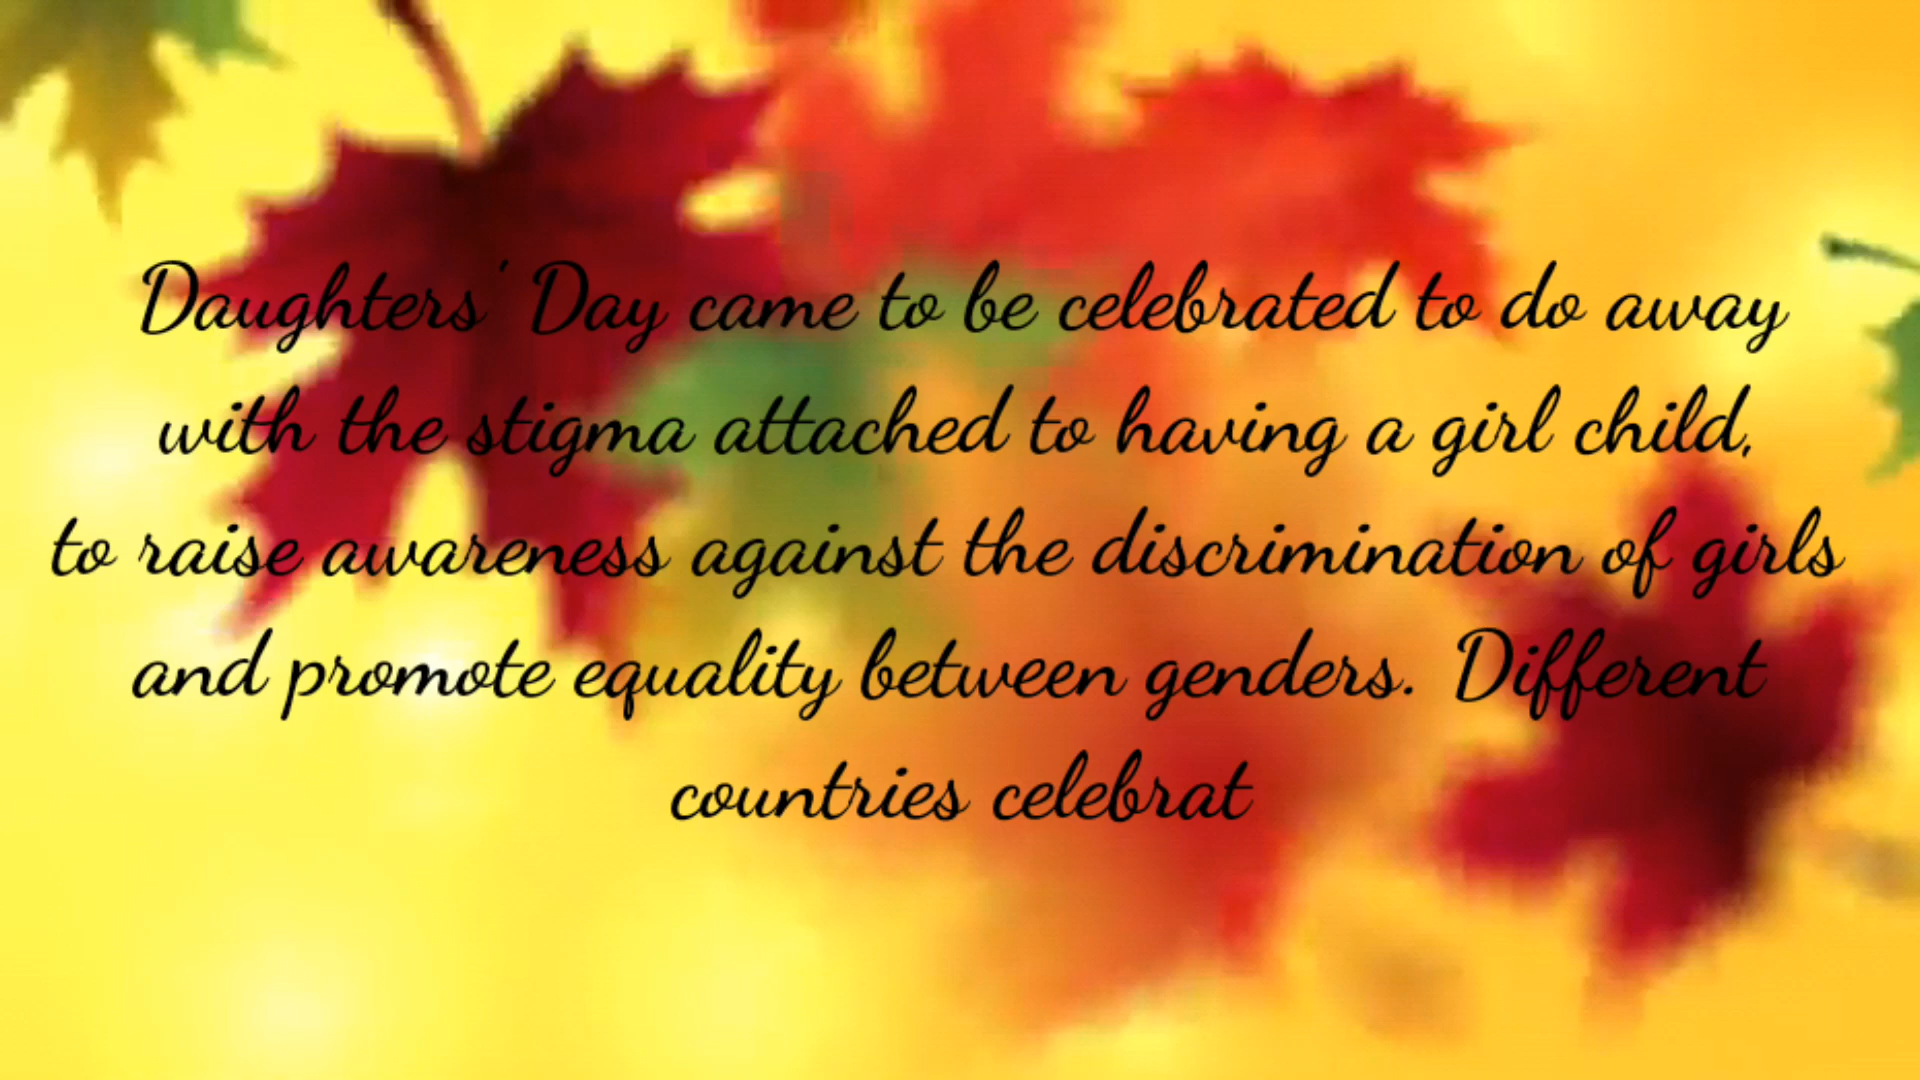 Daughters' Day came to be celebrated to do away
with the stigma attached to having a girl child,
to raise awareness against the discrimination of girls
and promote equality between genders. Different
countries celebrat